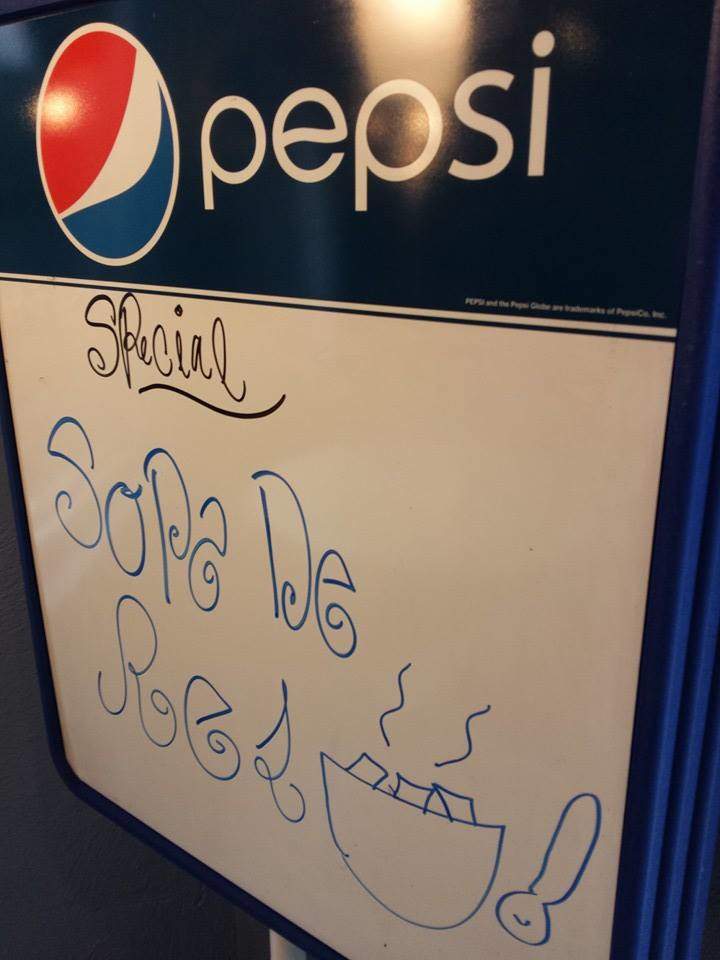 pepsi
PEPSI and the Pepsi Globe are trademarks of PepsiCo, Inc.
Special
Sopa De
Res